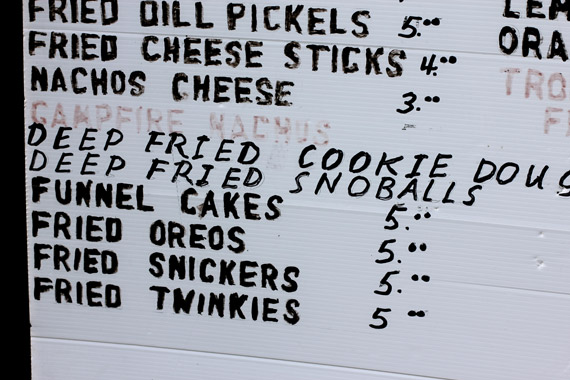 FRIED DILL PICKELS 5.00 LEM
FRIED CHEESE STICKS 4.00 ORA
NACHOS CHEESE 3.00 TRO
CAMPFIRE NACHOS F
DEEP FRIED COOKIE DOUG
DEEP FRIED SNOBALLS
FUNNEL CAKES 5.00
FRIED OREOS 5.00
FRIED SNICKERS 5.00
FRIED TWINKIES 5 00